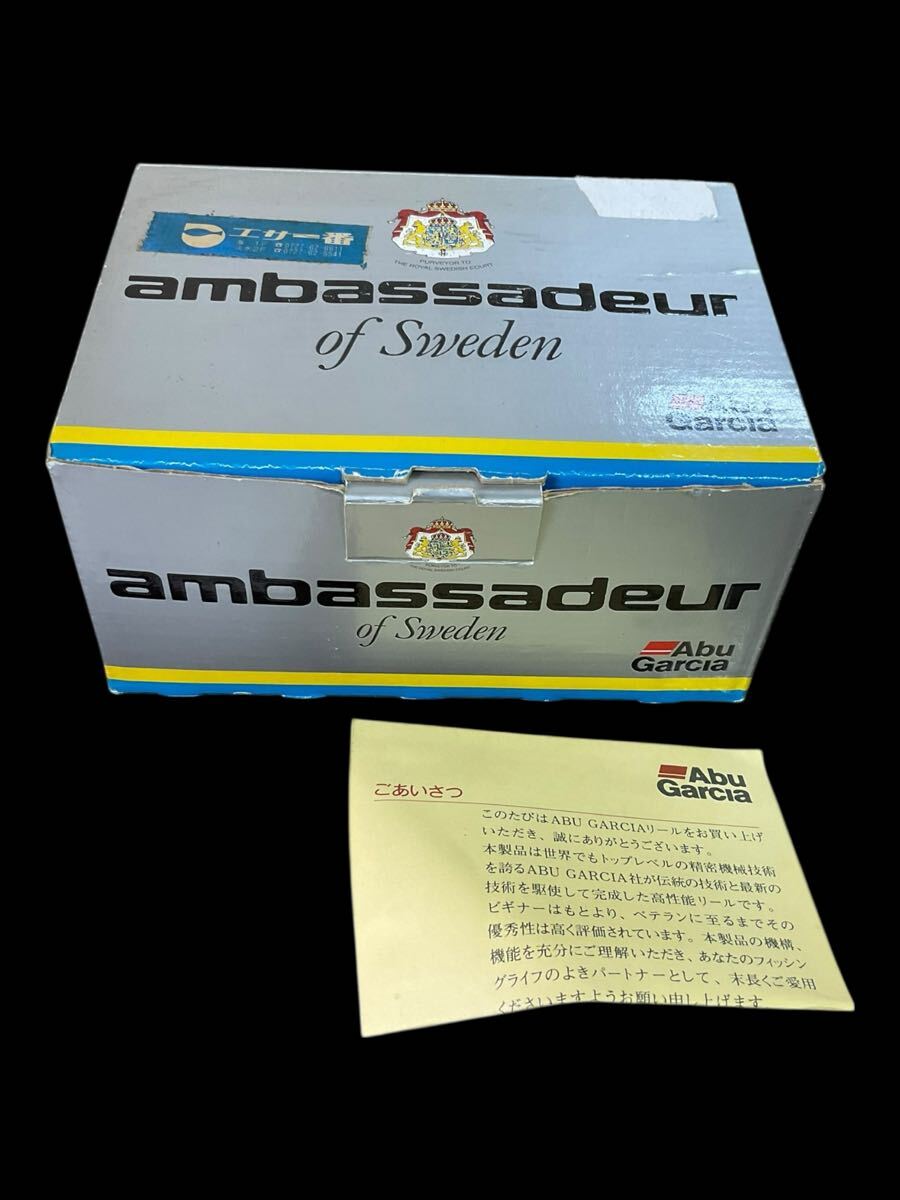 エサ一番
PURVEYOR TO
THE ROYAL SWEDISH COURT
ambassadeur
of Sweden
Abu
Garcia
PURVEYOR TO
THE ROYAL SWEDISH COURT
ambassadeur
of Sweden
Abu
Garcia
Abu
Garcia
ごあいさつ
このたびはABU GARCIAリールをお買い上げ
いただき、誠にありがとうございます。
本製品は世界でもトップレベルの精密機械技術
を誇るABU GARCIA社が伝統の技術と最新の
技術を駆使して完成した高性能リールです。
ビギナーはもとより、ベテランに至るまでその
優秀性は高く評価されています。本製品の機構、
機能を充分にご理解いただき、あなたのフィッシン
グライフのよきパートナーとして、末長くご愛用
くださいますようお願い申し上げます